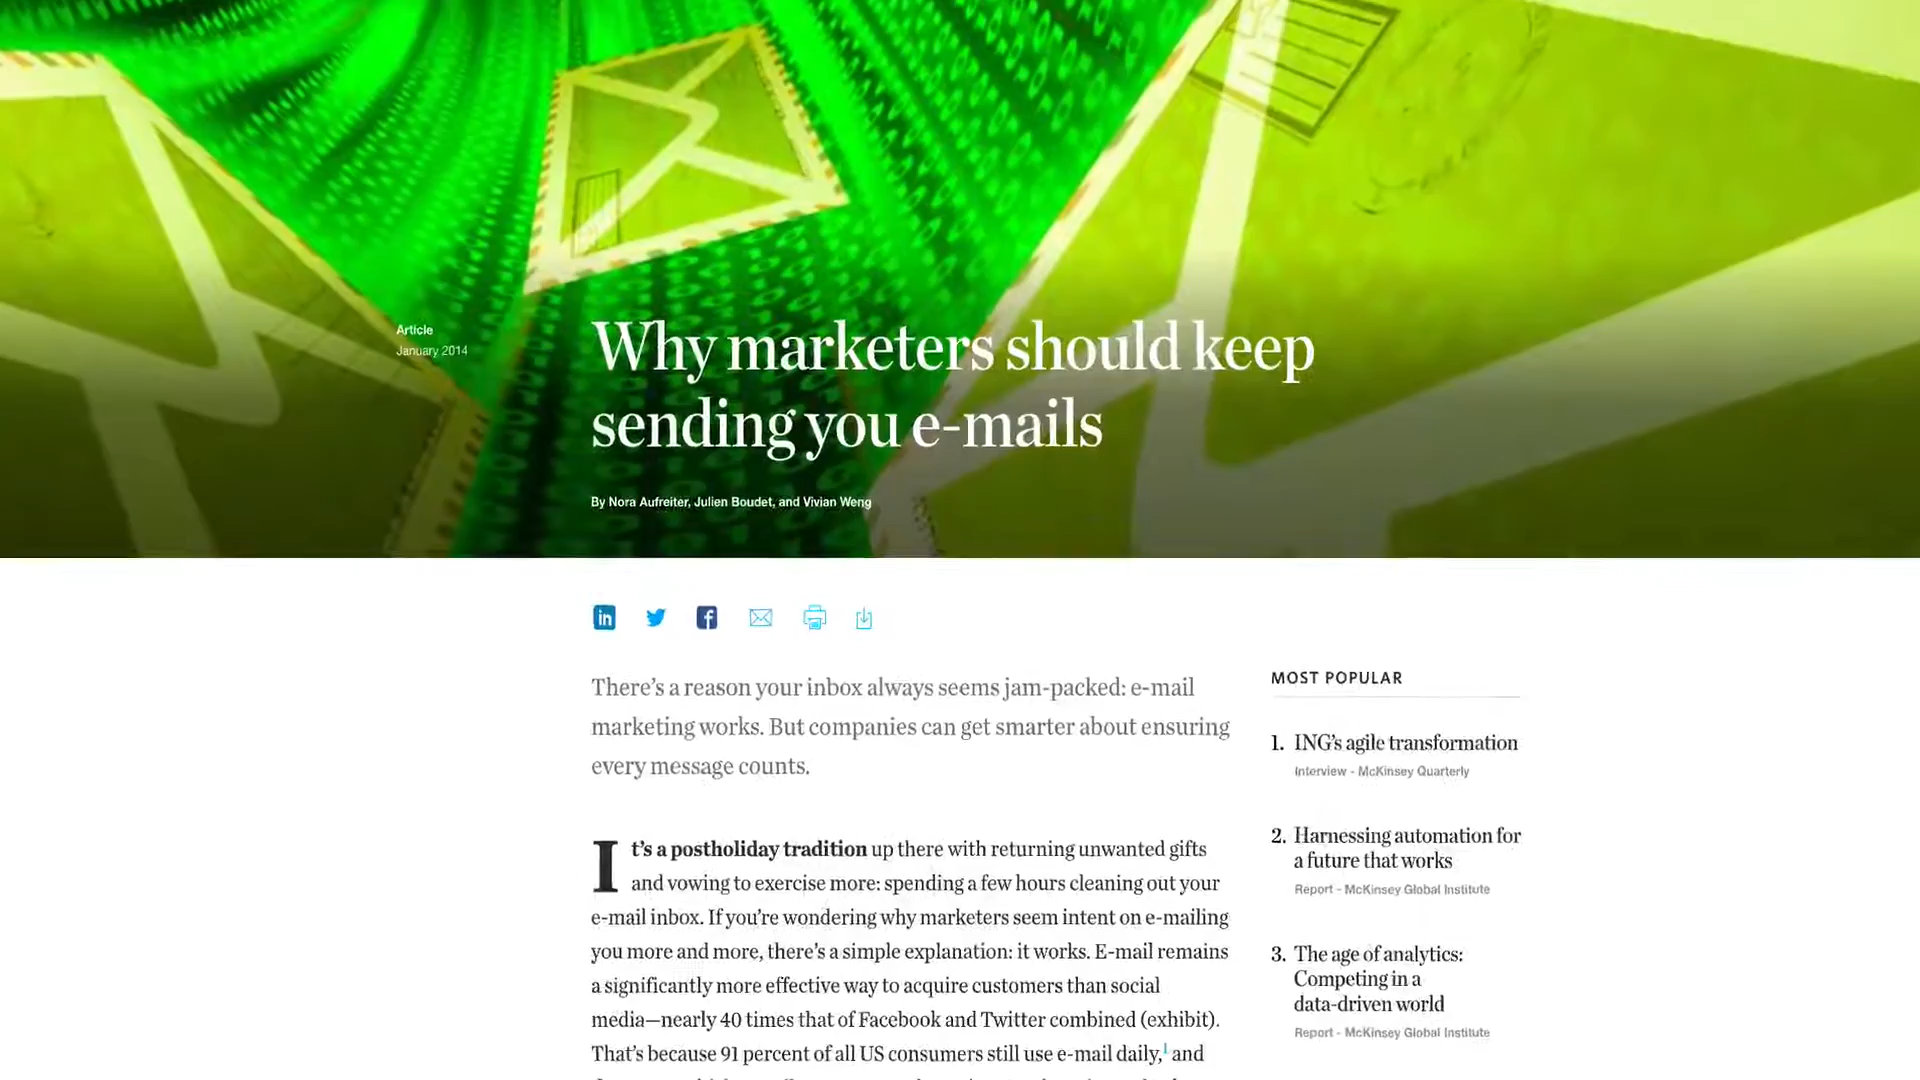 Article
January 2014
Why marketers should keep
sending you e-mails
By Nora Aufreiter, Julien Boudet, and Vivian Weng
There's a reason your inbox always seems jam-packed: e-mail
marketing works. But companies can get smarter about ensuring
every message counts.
It's a postholiday tradition up there with returning unwanted gifts
and vowing to exercise more: spending a few hours cleaning out your
e-mail inbox. If you're wondering why marketers seem intent on e-mailing
you more and more, there's a simple explanation: it works. E-mail remains
a significantly more effective way to acquire customers than social
media—nearly 40 times that of Facebook and Twitter combined (exhibit).
That's because 91 percent of all US consumers still use e-mail daily,1 and
MOST POPULAR
1. ING's agile transformation
Interview - McKinsey Quarterly
2. Harnessing automation for
a future that works
Report - McKinsey Global Institute
3. The age of analytics:
Competing in a
data-driven world
Report - McKinsey Global Institute